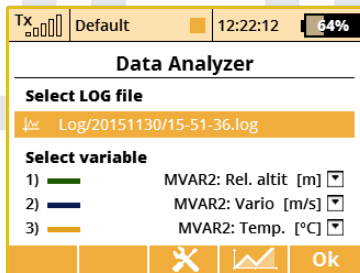 Tx Default 12:22:12 64%
Data Analyzer
Select LOG file
Log/20151130/15-51-36.log
Select variable
1) MVAR2: Rel. altit [m]
2) MVAR2: Vario [m/s]
3) MVAR2: Temp. [°C]
Ok